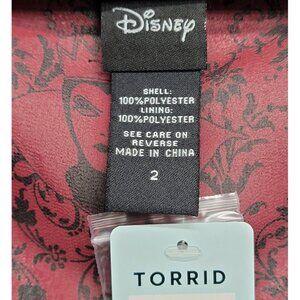 Disney
SHELL:
100%POLYESTER
LINING:
100%POLYESTER
SEE CARE ON
REVERSE
MADE IN CHINA
2
TORRID